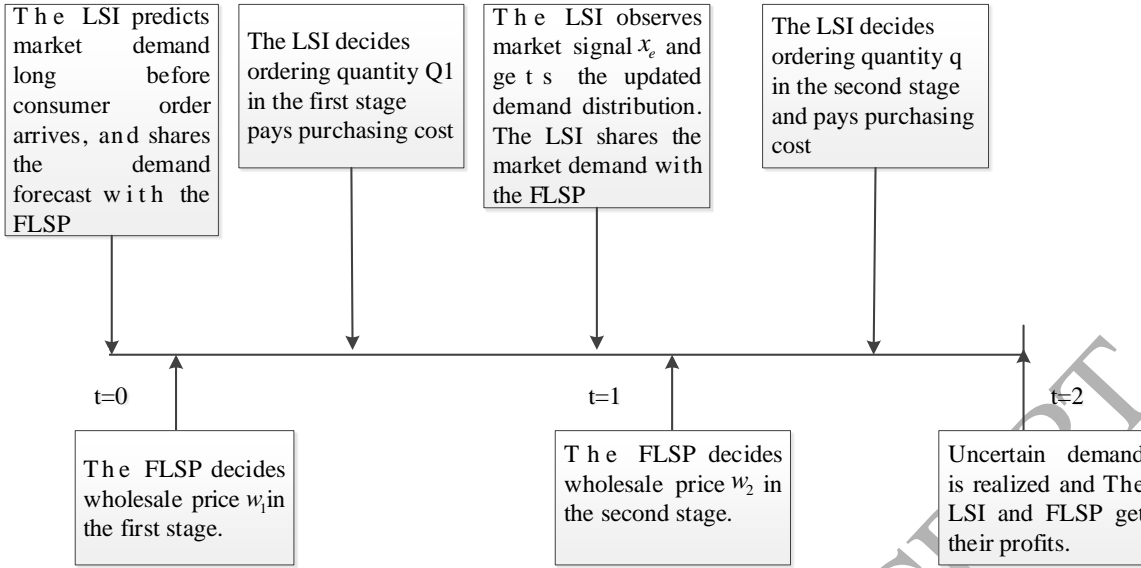 The LSI predicts
market demand
long before
consumer order
arrives, and shares
the demand
forecast with the
FLSP
The LSI decides
ordering quantity Q1
in the first stage
pays purchasing cost
The LSI observes
market signal xₑ and
gets the updated
demand distribution.
The LSI shares the
market demand with
the FLSP
The LSI decides
ordering quantity q
in the second stage
and pays purchasing
cost
t=0
t=1
t=2
The FLSP decides
wholesale price w₁in
the first stage.
The FLSP decides
wholesale price w₂ in
the second stage.
Uncertain demand
is realized and The
LSI and FLSP get
their profits.